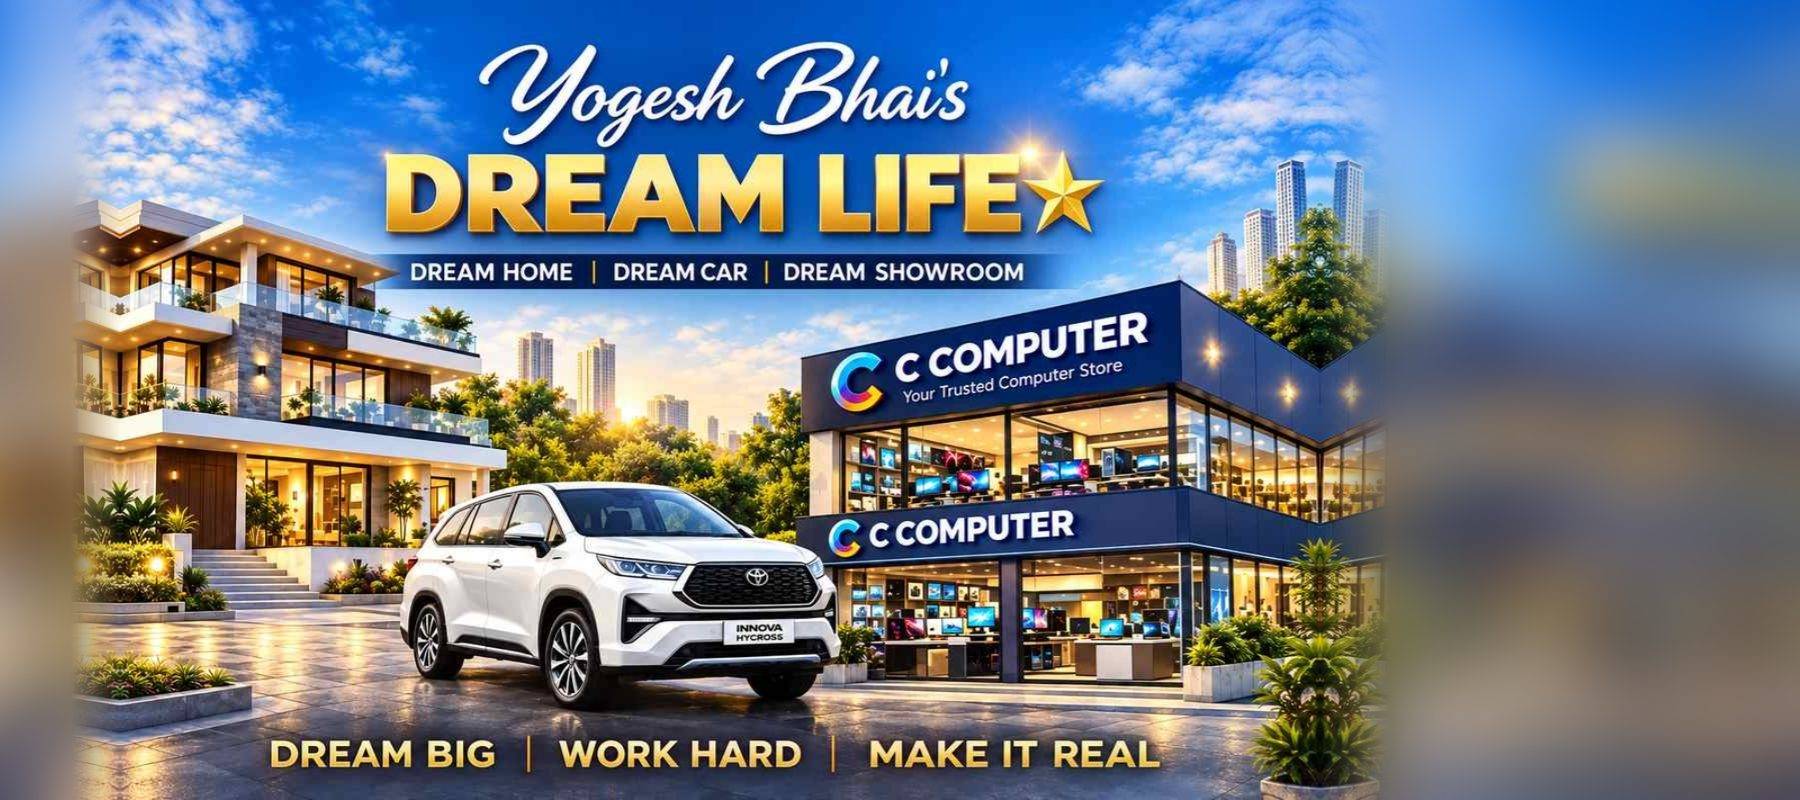 Yogesh Bhai's
DREAM LIFE
DREAM HOME | DREAM CAR | DREAM SHOWROOM
C COMPUTER
Your Trusted Computer Store
C COMPUTER
INNOVA
HYCROSS
DREAM BIG | WORK HARD | MAKE IT REAL